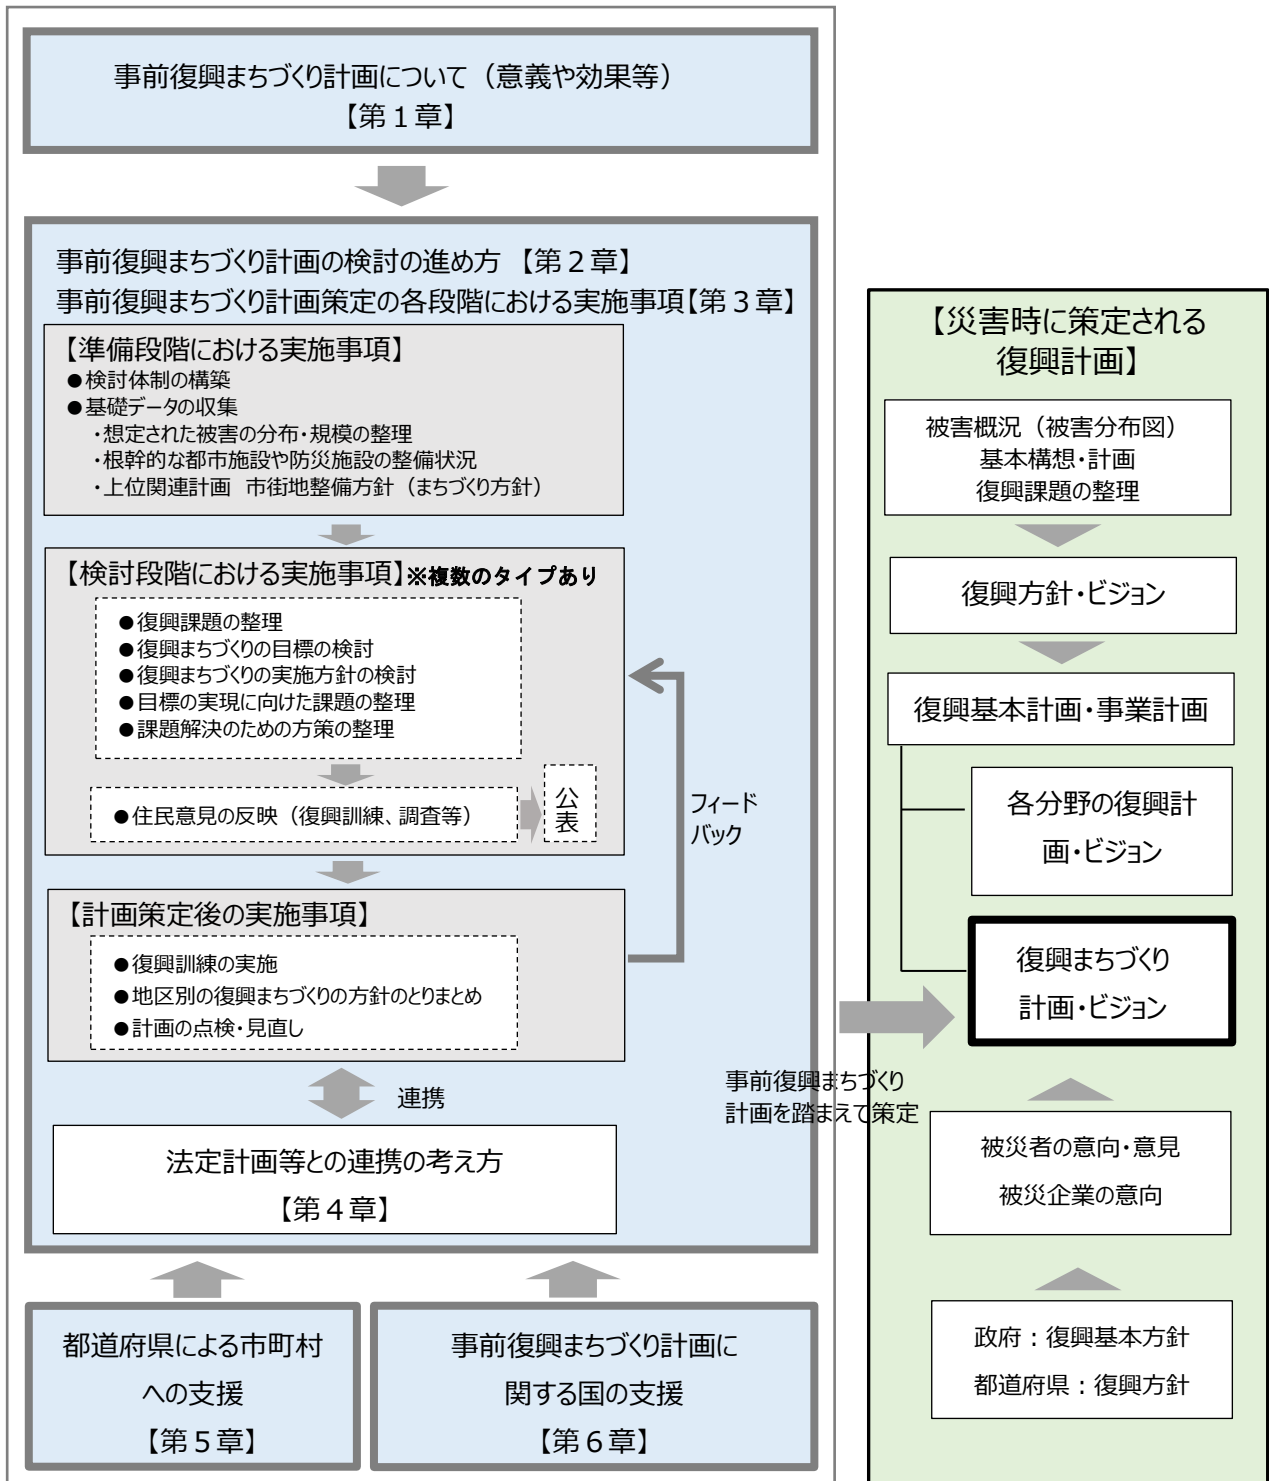 事前復興まちづくり計画について（意義や効果等）
【第１章】
事前復興まちづくり計画の検討の進め方 【第２章】
事前復興まちづくり計画策定の各段階における実施事項【第３章】
【準備段階における実施事項】
●検討体制の構築
●基礎データの収集
・想定された被害の分布・規模の整理
・根幹的な都市施設や防災施設の整備状況
・上位関連計画 市街地整備方針（まちづくり方針）
【検討段階における実施事項】※複数のタイプあり
●復興課題の整理
●復興まちづくりの目標の検討
●復興まちづくりの実施方針の検討
●目標の実現に向けた課題の整理
●課題解決のための方策の整理
●住民意見の反映（復興訓練、調査等）
公
表
フィード
バック
【計画策定後の実施事項】
●復興訓練の実施
●地区別の復興まちづくりの方針のとりまとめ
●計画の点検・見直し
連携
法定計画等との連携の考え方
【第４章】
都道府県による市町村
への支援
【第５章】
事前復興まちづくり計画に
関する国の支援
【第６章】
事前復興まちづくり
計画を踏まえて策定
【災害時に策定される
復興計画】
被害概況（被害分布図）
基本構想・計画
復興課題の整理
復興方針・ビジョン
復興基本計画・事業計画
各分野の復興計
画・ビジョン
復興まちづくり
計画・ビジョン
被災者の意向・意見
被災企業の意向
政府：復興基本方針
都道府県：復興方針